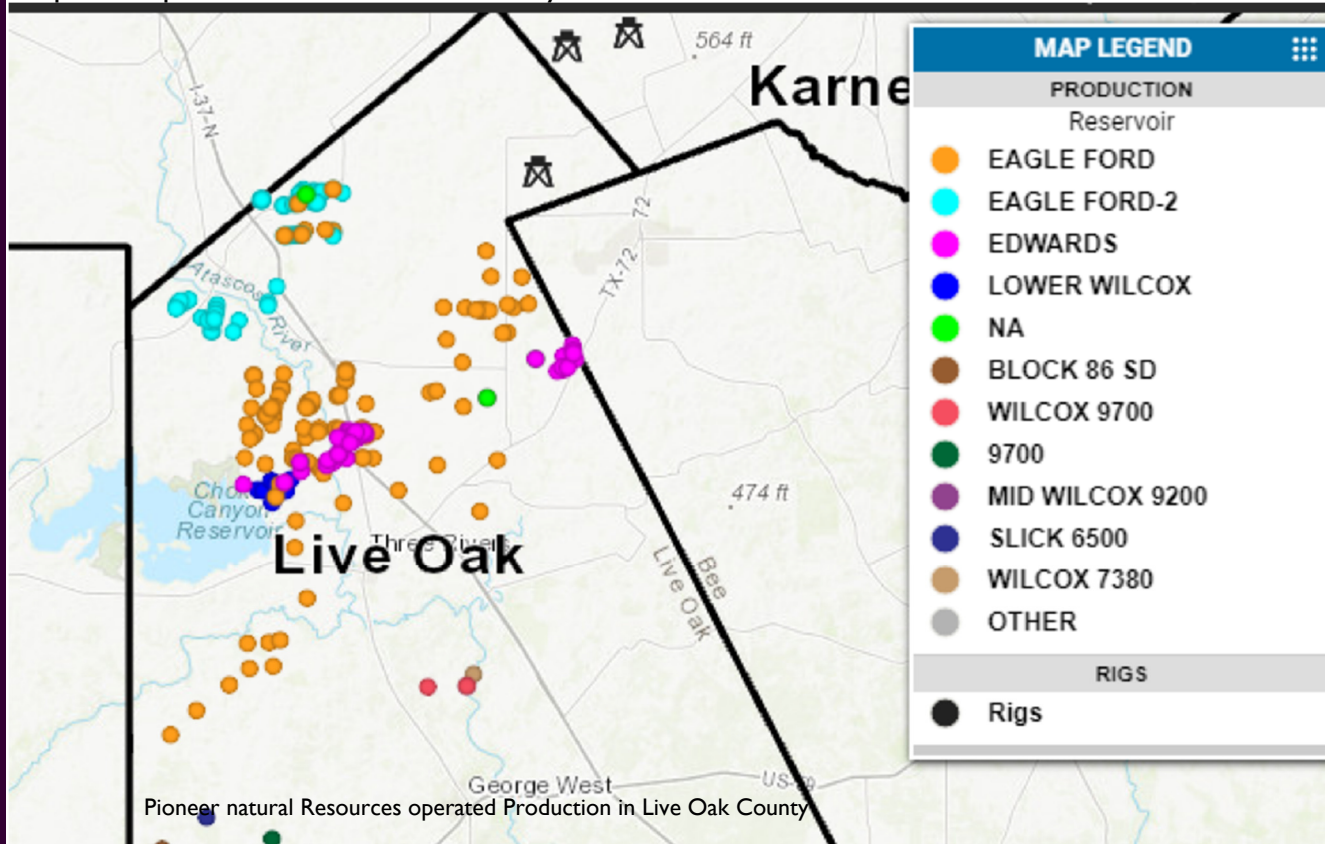 564 ft
Karne
I-37-N
72
TX-72
Atascos
River
474 ft
Choke
Canyon
Reservoir
Three Rivers
Live Oak
Bee
Live Oak
George West
US-59
Pioneer natural Resources operated Production in Live Oak County
MAP LEGEND
PRODUCTION
Reservoir
EAGLE FORD
EAGLE FORD-2
EDWARDS
LOWER WILCOX
NA
BLOCK 86 SD
WILCOX 9700
9700
MID WILCOX 9200
SLICK 6500
WILCOX 7380
OTHER
RIGS
Rigs